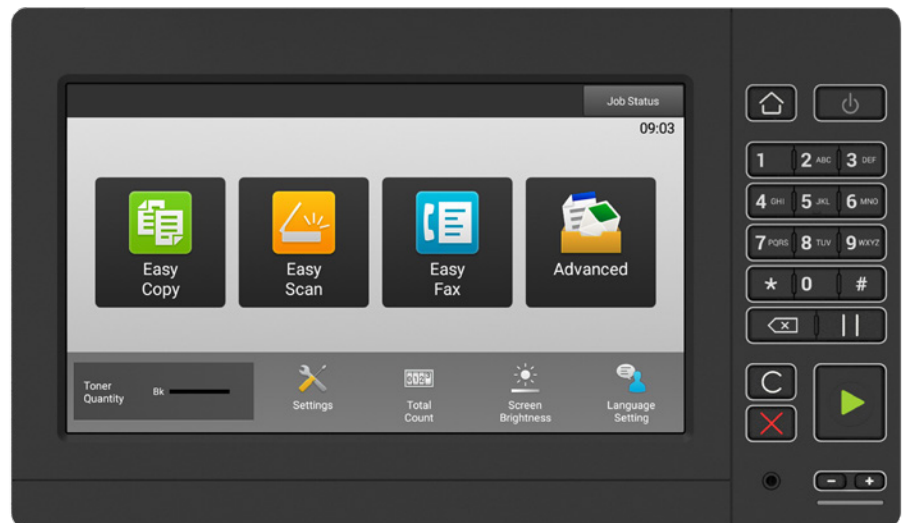 Job Status
09:03
Easy
Copy
Easy
Scan
Easy
Fax
Advanced
Toner
Quantity
Bk
Settings
Total
Count
Screen
Brightness
Language
Setting
1 2 ABC 3 DEF
4 GHI 5 JKL 6 MNO
7 PQRS 8 TUV 9 WXYZ
* 0 #
C
- +